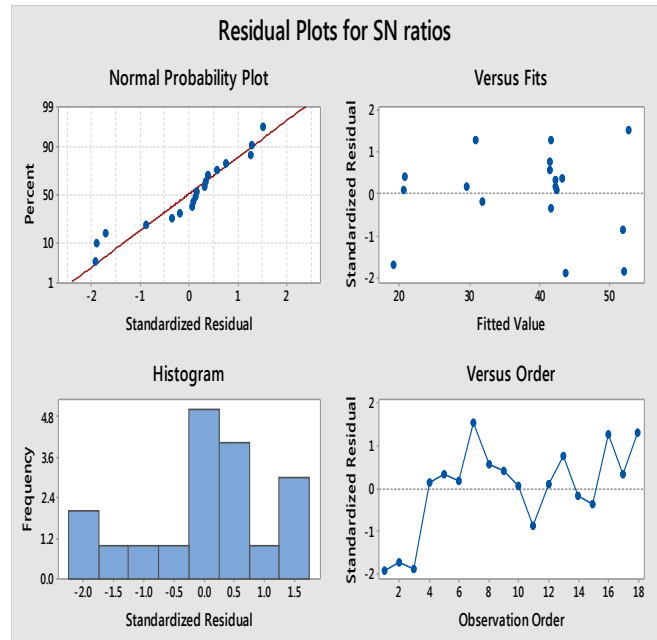 Residual Plots for SN ratios
Normal Probability Plot
Percent
99
90
50
10
1
-2 -1 0 1 2
Standardized Residual
Versus Fits
Standardized Residual
2
1
0
-1
-2
20 30 40 50
Fitted Value
Histogram
Frequency
4.8
3.6
2.4
1.2
0.0
-2.0 -1.5 -1.0 -0.5 0.0 0.5 1.0 1.5
Standardized Residual
Versus Order
Standardized Residual
2
1
0
-1
-2
2 4 6 8 10 12 14 16 18
Observation Order